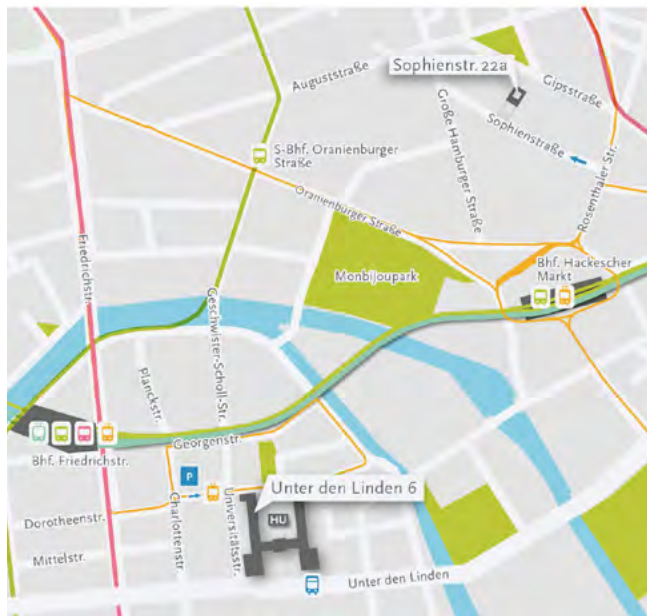 Auguststraße
Sophienstr. 22a
Gipsstraße
Große Hamburger Straße
Sophienstraße
Rosenthaler Str.
S-Bhf. Oranienburger
Straße
Oranienburger Straße
Friedrichstr.
Monbijoupark
Bhf. Hackescher
Markt
Geschwister-Scholl-Str.
Planckstr.
Georgenstr.
Bhf. Friedrichstr.
P
Unter den Linden 6
Dorotheenstr.
Charlottenstr.
Universitätsstr.
HU
Mittelstr.
Unter den Linden